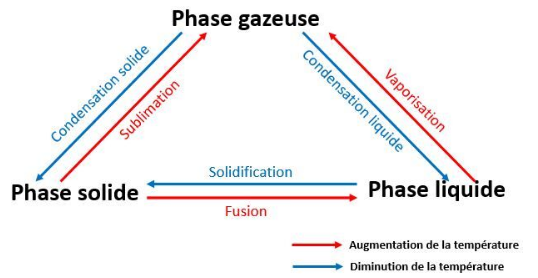 Phase gazeuse
Condensation solide
Sublimation
Condensation liquide
Vaporisation
Solidification
Phase solide
Phase liquide
Fusion
Augmentation de la température
Diminution de la température